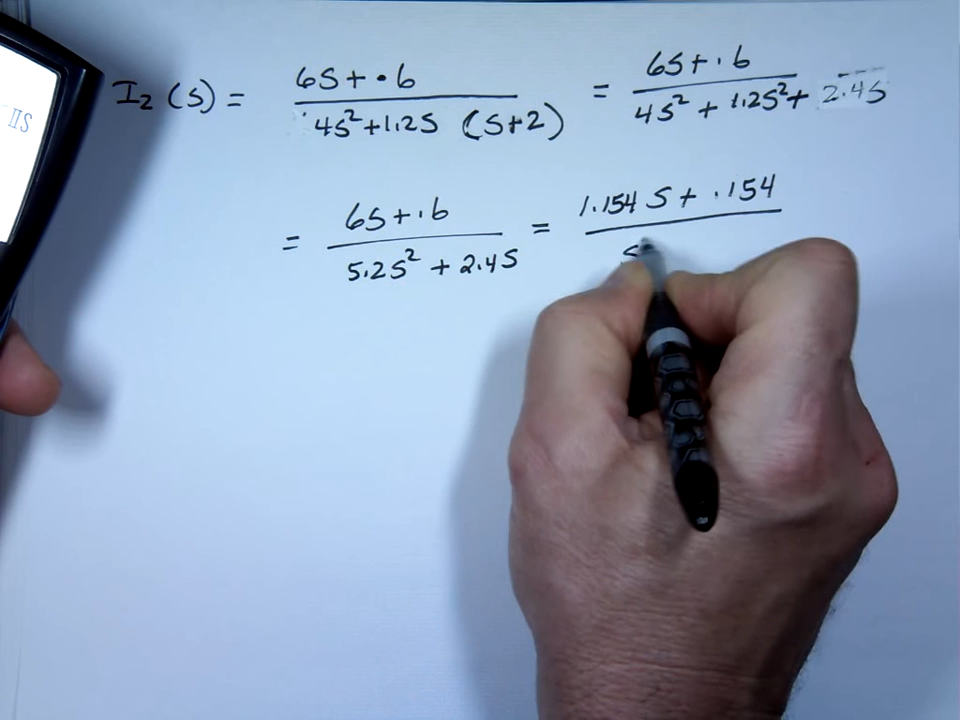 I₂(s) = 6S + .6 / 4s² + 1.2S (S+2) = 6S + .6 / 4s² + 1.2S² + 2.4S
= 6S + .6 / 5.2S² + 2.4S = 1.154 S + .154 / S